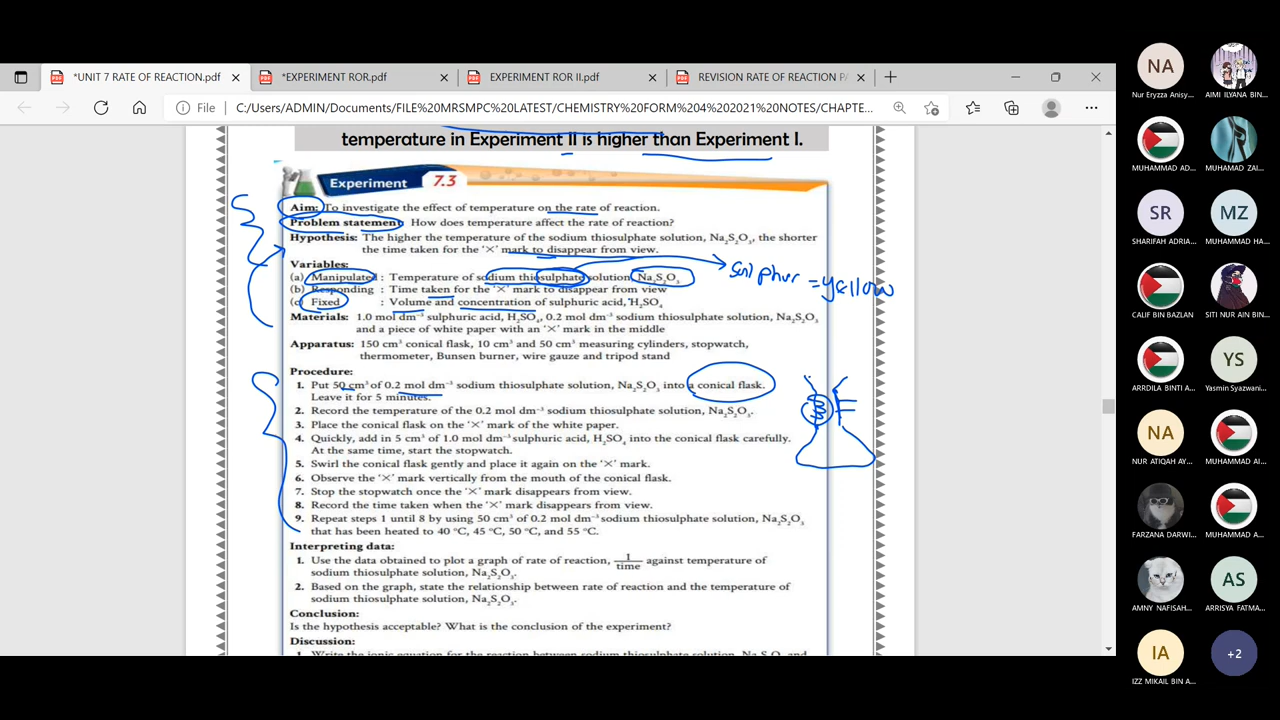 *UNIT 7 RATE OF REACTION.pdf
*EXPERIMENT ROR.pdf
EXPERIMENT ROR II.pdf
REVISION RATE OF REACTION PA
File
C:/Users/ADMIN/Documents/FILE%20MRSMPC%20LATEST/CHEMISTRY%20FORM%204%202021%20NOTES/CHAPTE...
temperature in Experiment II is higher than Experiment I.
Experiment 7.3
Aim: To investigate the effect of temperature on the rate of reaction.
Problem statement: How does temperature affect the rate of reaction?
Hypothesis: The higher the temperature of the sodium thiosulphate solution, Na₂S₂O₃, the shorter
the time taken for the 'X' mark to disappear from view.
Variables:
(a) Manipulated : Temperature of sodium thiosulphate solution, Na₂S₂O₃
(b) Responding : Time taken for the 'X' mark to disappear from view
(c) Fixed : Volume and concentration of sulphuric acid, H₂SO₄
sulphur = yellow
Materials: 1.0 mol dm⁻³ sulphuric acid, H₂SO₄, 0.2 mol dm⁻³ sodium thiosulphate solution, Na₂S₂O₃
and a piece of white paper with an 'X' mark in the middle
Apparatus: 150 cm³ conical flask, 10 cm³ and 50 cm³ measuring cylinders, stopwatch,
thermometer, Bunsen burner, wire gauze and tripod stand
Procedure:
1. Put 50 cm³ of 0.2 mol dm⁻³ sodium thiosulphate solution, Na₂S₂O₃ into a conical flask.
Leave it for 5 minutes.
2. Record the temperature of the 0.2 mol dm⁻³ sodium thiosulphate solution, Na₂S₂O₃.
3. Place the conical flask on the 'X' mark of the white paper.
4. Quickly, add in 5 cm³ of 1.0 mol dm⁻³ sulphuric acid, H₂SO₄ into the conical flask carefully.
At the same time, start the stopwatch.
5. Swirl the conical flask gently and place it again on the 'X' mark.
6. Observe the 'X' mark vertically from the mouth of the conical flask.
7. Stop the stopwatch once the 'X' mark disappears from view.
8. Record the time taken when the 'X' mark disappears from view.
9. Repeat steps 1 until 8 by using 50 cm³ of 0.2 mol dm⁻³ sodium thiosulphate solution, Na₂S₂O₃
that has been heated to 40 °C, 45 °C, 50 °C, and 55 °C.
Interpreting data:
1. Use the data obtained to plot a graph of rate of reaction, 1/time against temperature of
sodium thiosulphate solution, Na₂S₂O₃.
2. Based on the graph, state the relationship between rate of reaction and the temperature of
sodium thiosulphate solution, Na₂S₂O₃.
Conclusion:
Is the hypothesis acceptable? What is the conclusion of the experiment?
Discussion:
1. Write the ionic equation for the reaction between sodium thiosulphate solution, Na₂S₂O₃ and
NA
Nur Eryzza Anisy...
AIMI ILYANA BIN...
MUHAMMAD AD...
MUHAMAD ZAI...
SR
SHARIFAH ADRIA...
MZ
MUHAMMAD HA...
CALIF BIN BAZLAN
SITI NUR AIN BIN...
ARRDILA BINTI A...
YS
Yasmin Syazwani...
NA
NUR ATIQAH AY...
MUHAMMAD AI...
FARZANA DARWI...
MUHAMMAD A...
AMNY NAFISAH...
AS
ARRISYA FATMA...
IA
IZZ MIKAIL BIN A...
+2